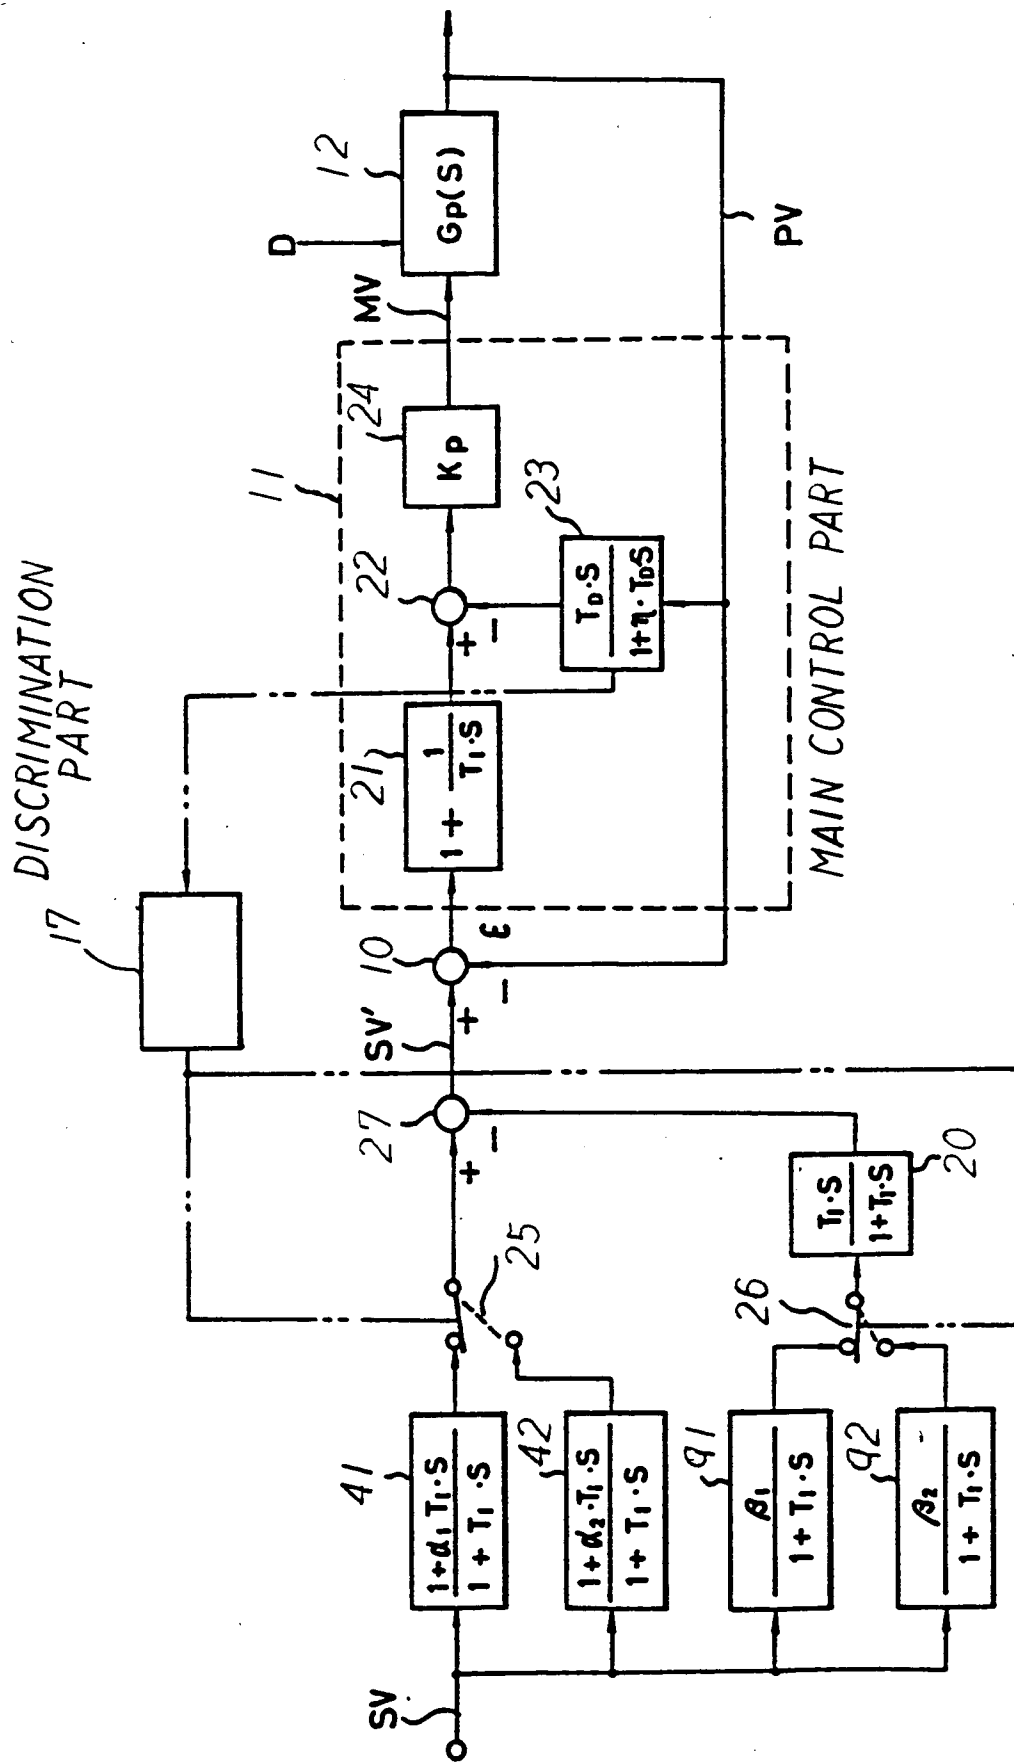 DISCRIMINATION
PART
17
SV
41
1+α₁T₁·S
1+T₁·S
42
1+α₂·T₁·S
1+T₁·S
91
β₁
1+T₁·S
92
β₂
1+T₁·S
25
26
T₁·S
1+T₁·S
20
27
+
-
SV'
10
+
-
ε
11
21
1+
1
T₁·S
22
+
-
24
Kp
23
T_D·S
1+η·T_DS
MAIN CONTROL PART
MV
D
12
Gp(S)
PV